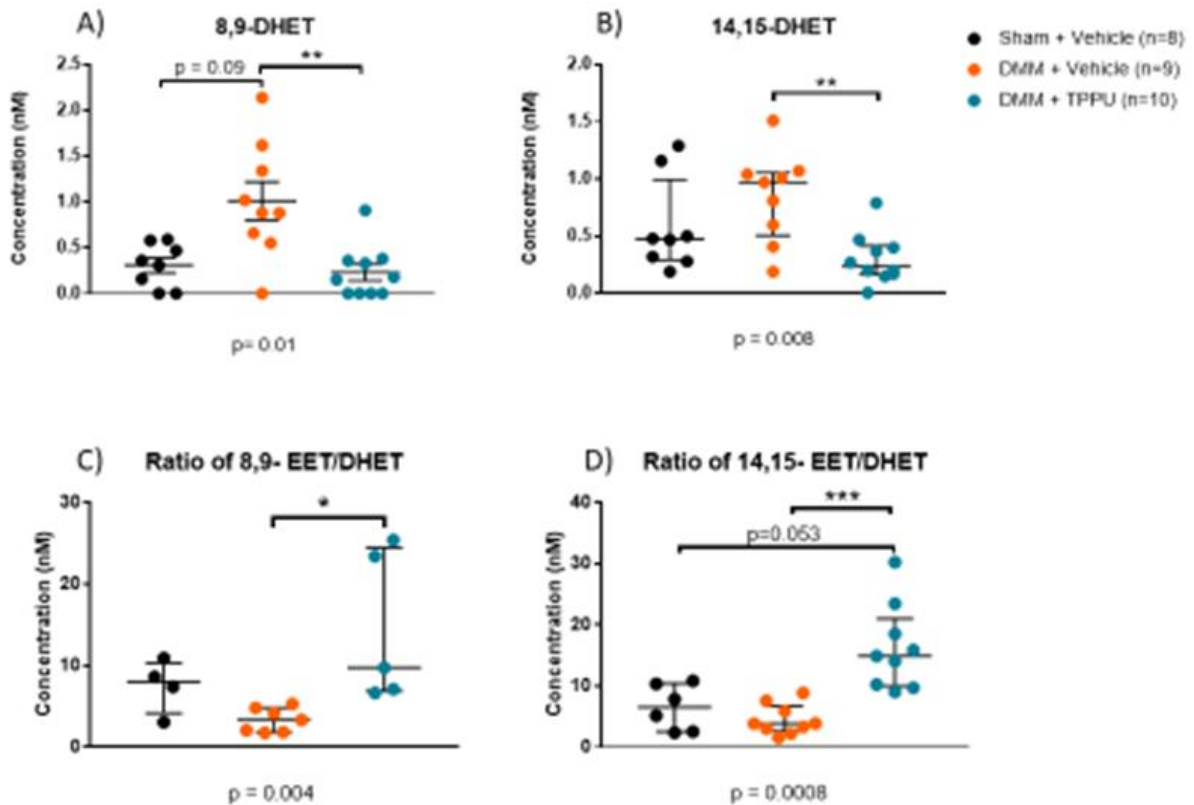 A)
8,9-DHET
2.5
2.0
1.5
1.0
0.5
0.0
Concentration (nM)
p = 0.09
**
p= 0.01
B)
14,15-DHET
2.0
1.5
1.0
0.5
0.0
Concentration (nM)
**
p = 0.008
Sham + Vehicle (n=8)
DMM + Vehicle (n=9)
DMM + TPPU (n=10)
C)
Ratio of 8,9- EET/DHET
30
20
10
0
Concentration (nM)
*
p = 0.004
D)
Ratio of 14,15- EET/DHET
40
30
20
10
0
Concentration (nM)
***
p=0.053
p = 0.0008